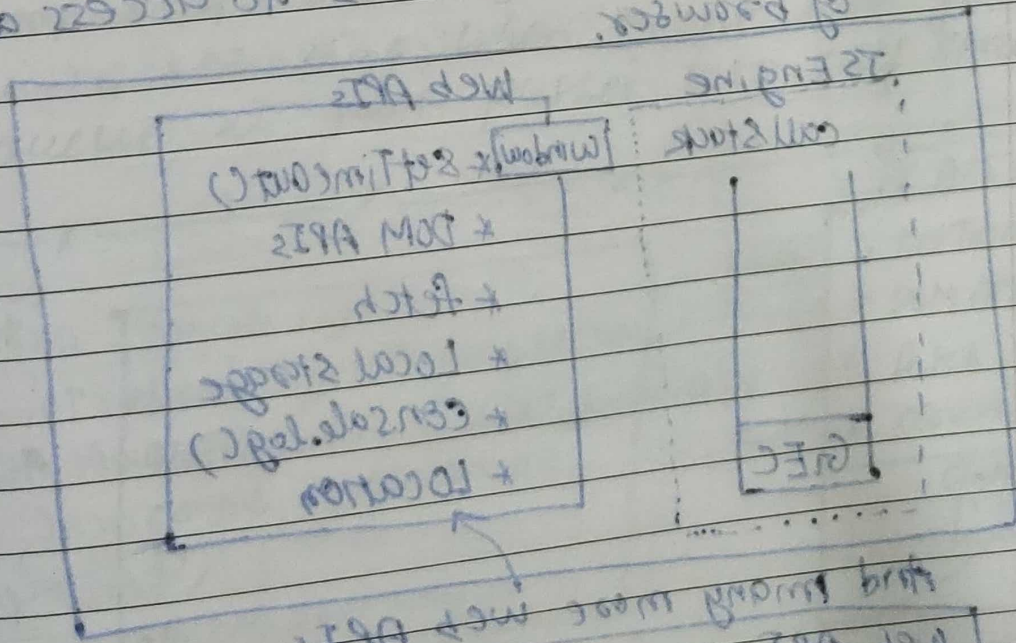 of Browser.
JS Engine
Web APIs
Call Stack
window
* SetTimeout()
* DOM APIs
* fetch
* Local Storage
* Console.log()
* Location
GEC
And many more Web API